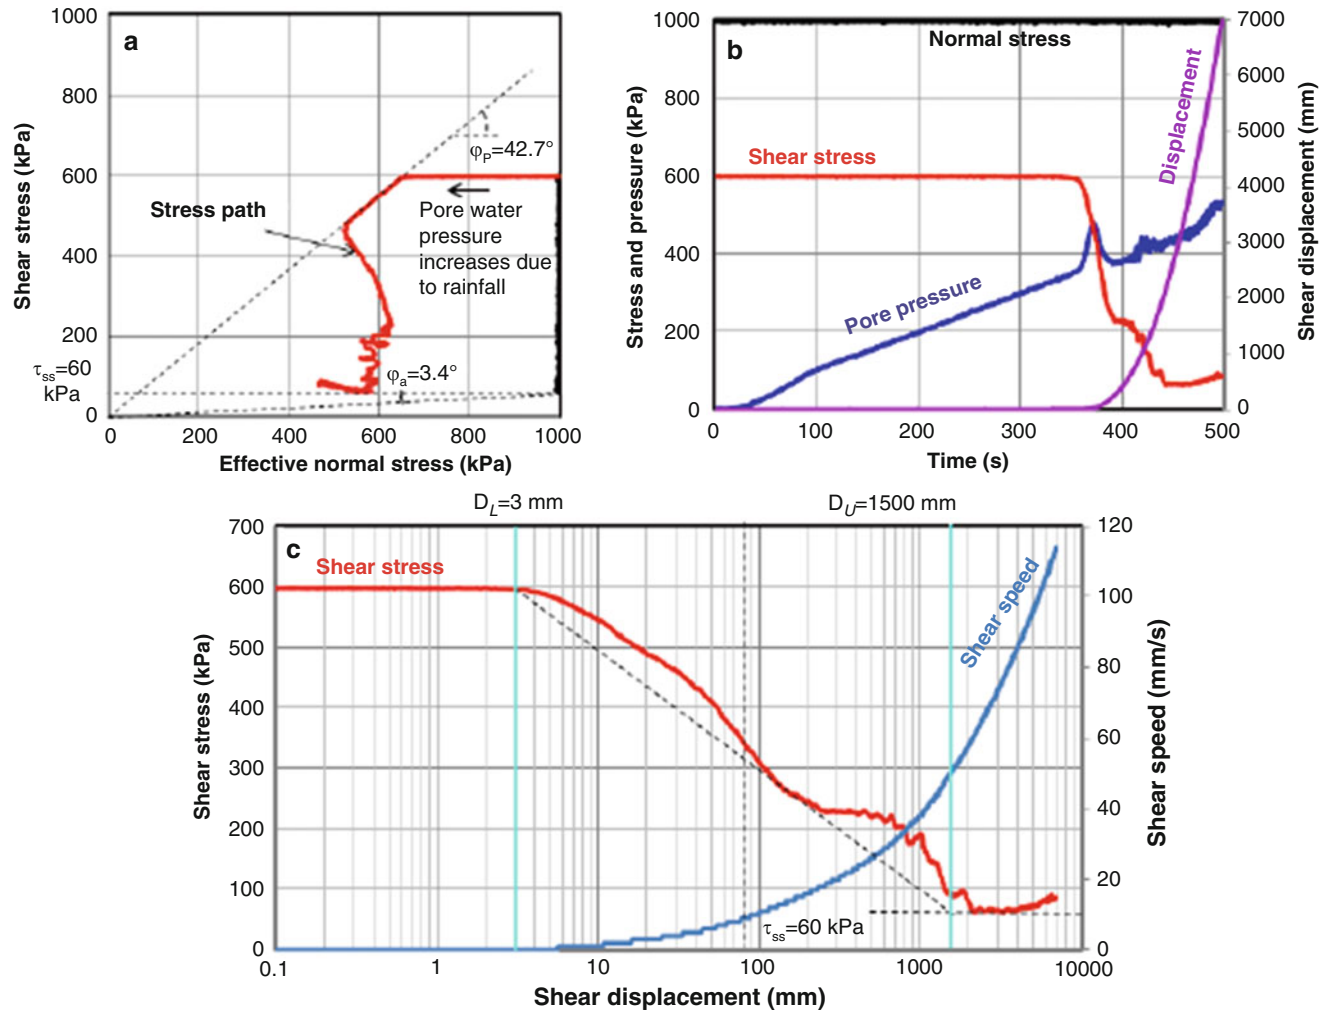 a
1000
800
600
400
200
0
τss=60
kPa
Shear stress (kPa)
φP=42.7°
Stress path
Pore water
pressure
increases due
to rainfall
φa=3.4°
0 200 400 600 800 1000
Effective normal stress (kPa)
b
1000
800
600
400
200
0
Stress and pressure (kPa)
Normal stress
Shear stress
Pore pressure
Displacement
7000
6000
5000
4000
3000
2000
1000
0
Shear displacement (mm)
0 100 200 300 400 500
Time (s)
DL=3 mm
DU=1500 mm
c
700
600
500
400
300
200
100
0
Shear stress (kPa)
Shear stress
Shear speed
τss=60 kPa
120
100
80
60
40
20
0
Shear speed (mm/s)
0.1 1 10 100 1000 10000
Shear displacement (mm)